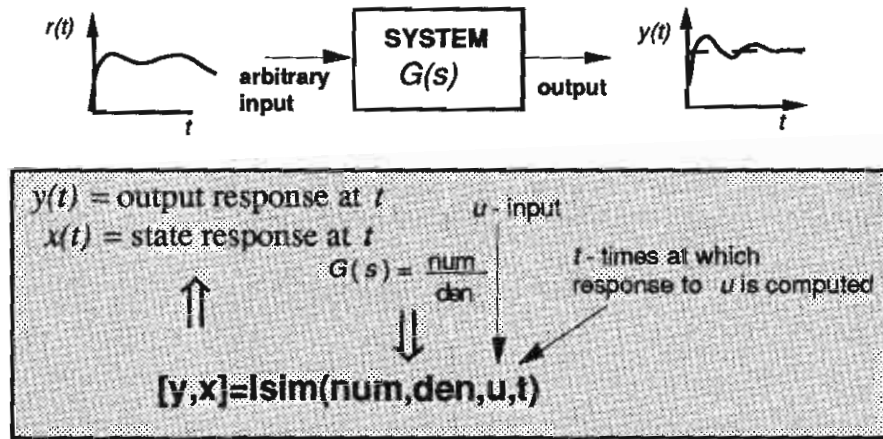 r(t)
t
arbitrary
input
SYSTEM
G(s)
output
y(t)
t
y(t) = output response at t
x(t) = state response at t
u - input
G(s) = num
den
t - times at which
response to u is computed
[y,x]=lsim(num,den,u,t)